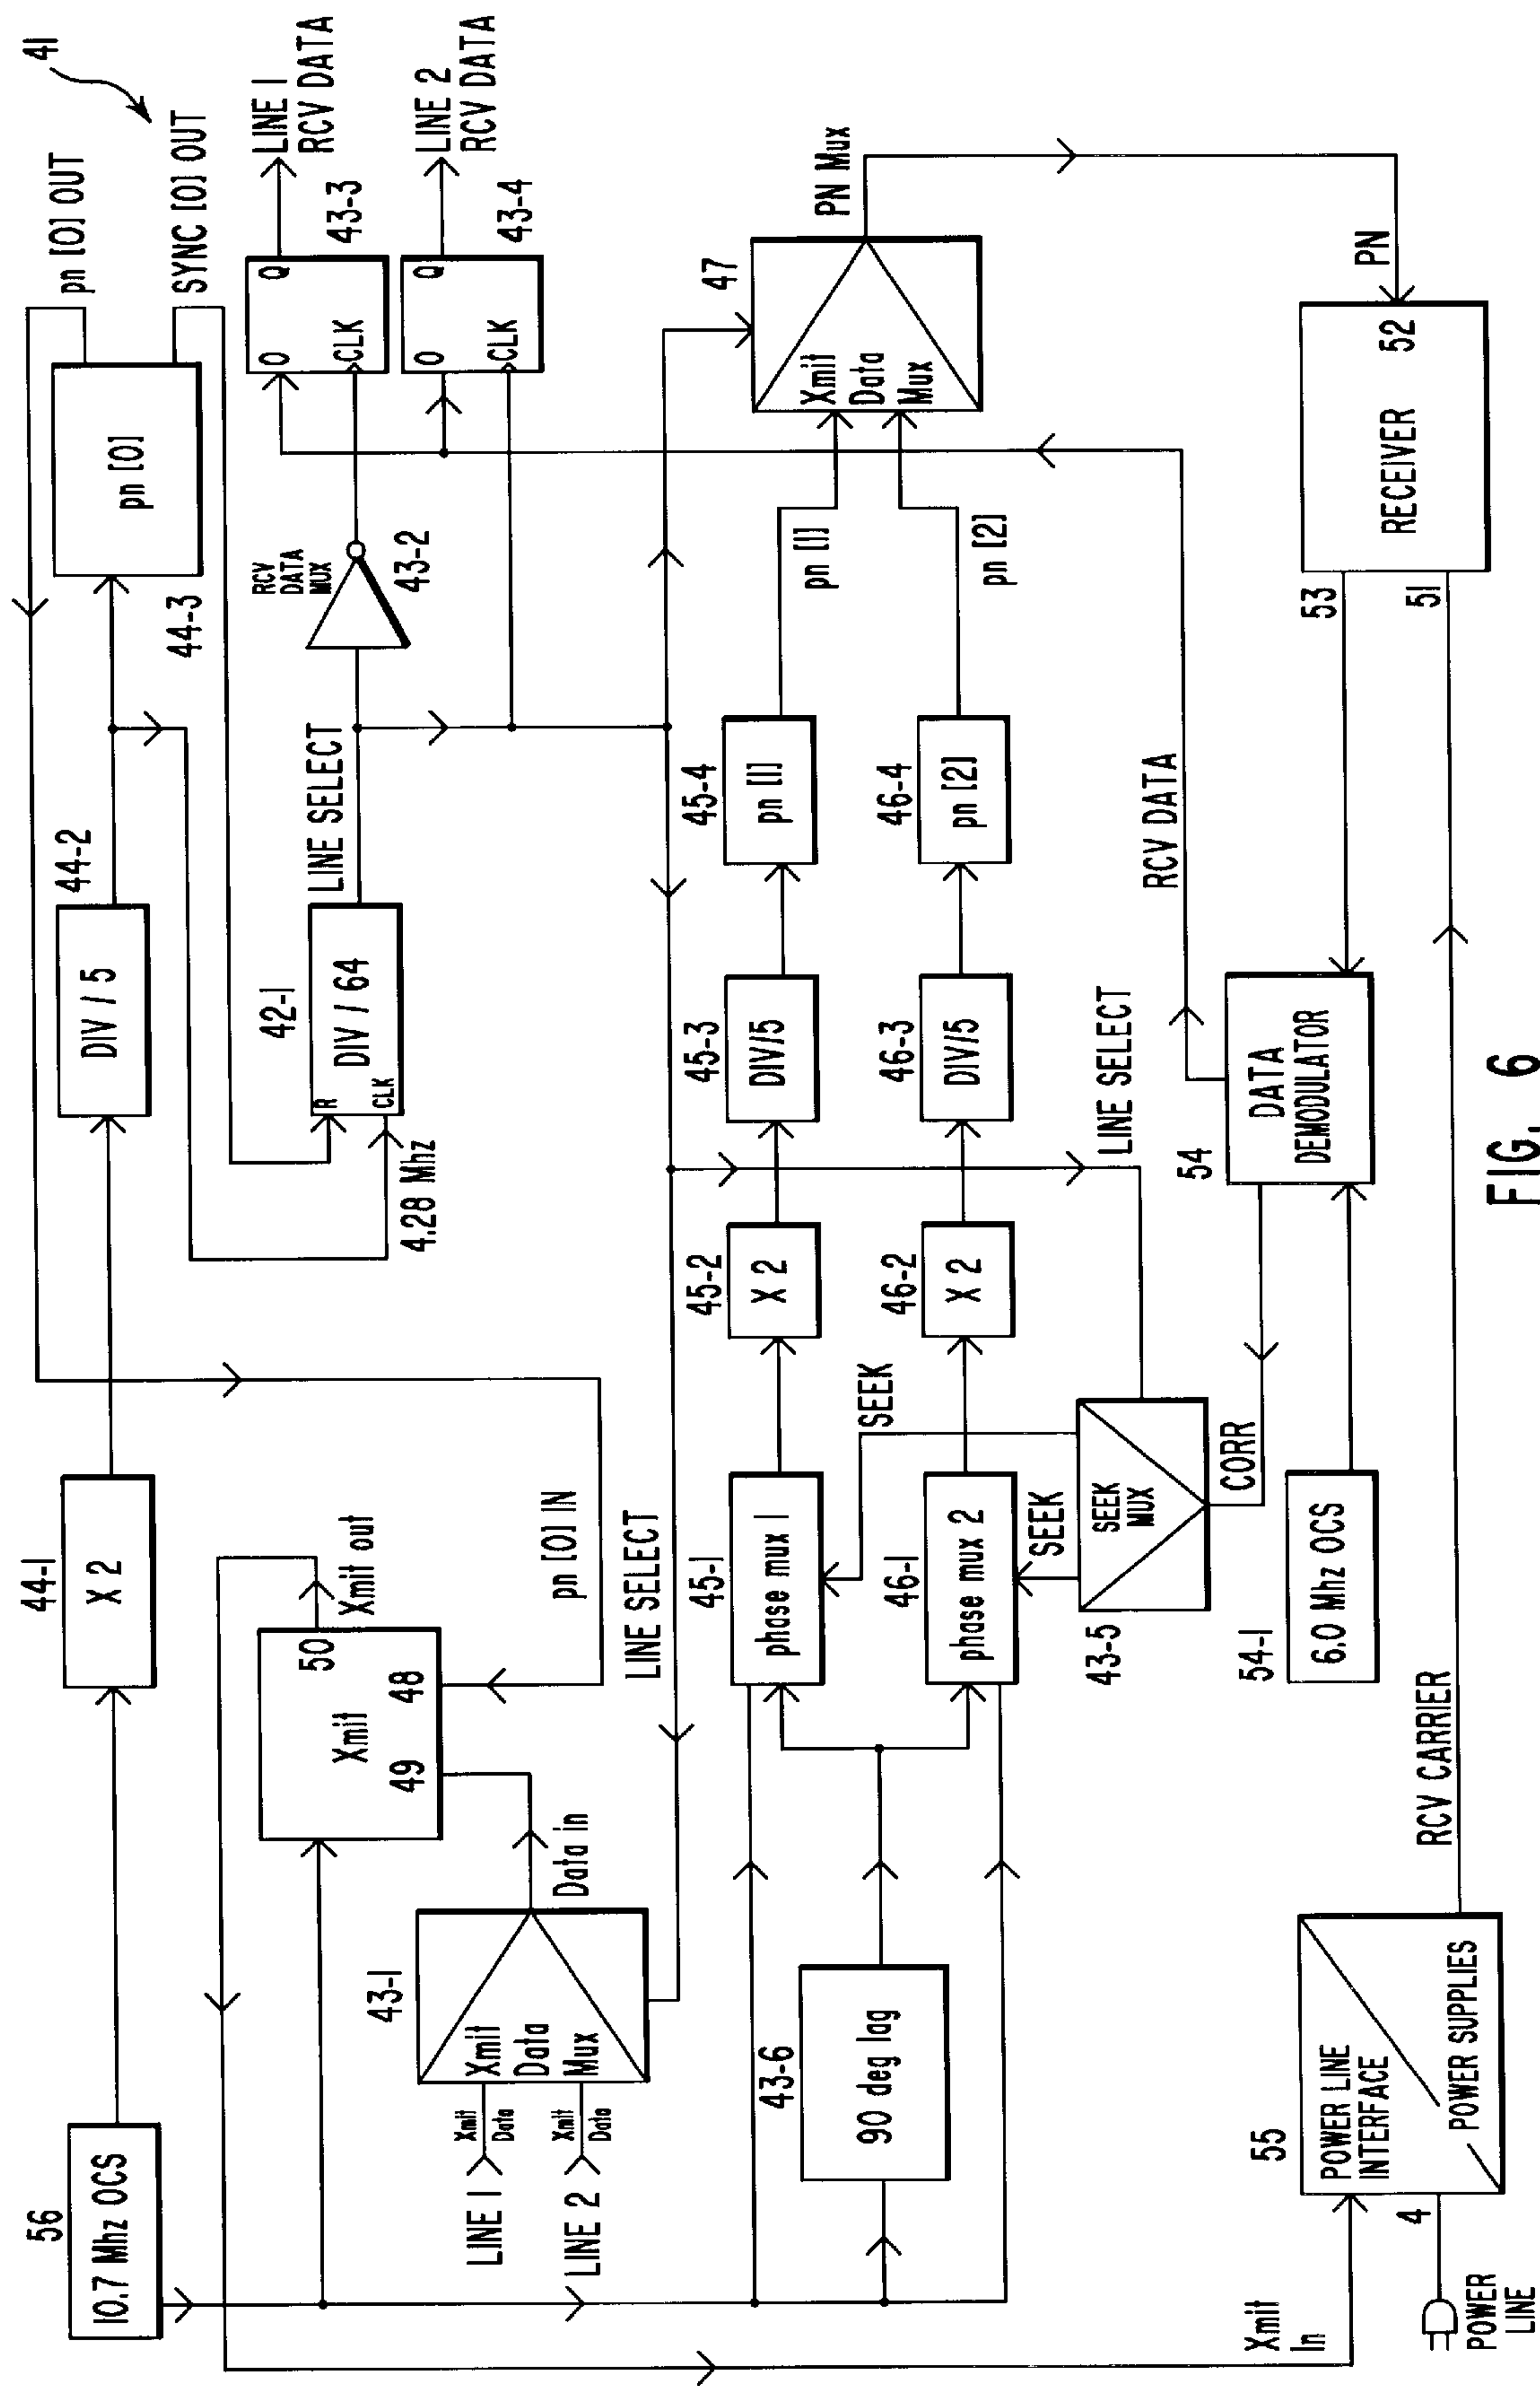 41
56
10.7 Mhz OCS
44-1
X 2
44-2
DIV / 5
44-3
pn [0]
pn [0] OUT
SYNC [0] OUT
Xmit
50
48
49
Xmit out
pn [0] IN
42-1
DIV / 64
R
CLK
4.28 Mhz
LINE SELECT
RCV
DATA
MUX
43-2
43-3
O
Q
CLK
LINE 1
RCV DATA
43-4
O
Q
CLK
LINE 2
RCV DATA
43-1
Xmit
Data
Mux
Data in
LINE 1
Xmit
Data
LINE 2
Xmit
Data
LINE SELECT
43-6
90 deg lag
45-1
phase mux 1
45-2
X 2
45-3
DIV/5
45-4
pn [1]
pn [1]
46-1
phase mux 2
46-2
X 2
46-3
DIV/5
46-4
pn [2]
pn [2]
47
Xmit
Data
Mux
PN Mux
SEEK
SEEK
43-5
SEEK
MUX
CORR
LINE SELECT
54-1
6.0 Mhz OCS
54
DATA
DEMODULATOR
RCV DATA
53
51
RECEIVER
52
PN
55
POWER LINE
INTERFACE
POWER SUPPLIES
Xmit
In
4
POWER
LINE
RCV CARRIER
FIG. 6